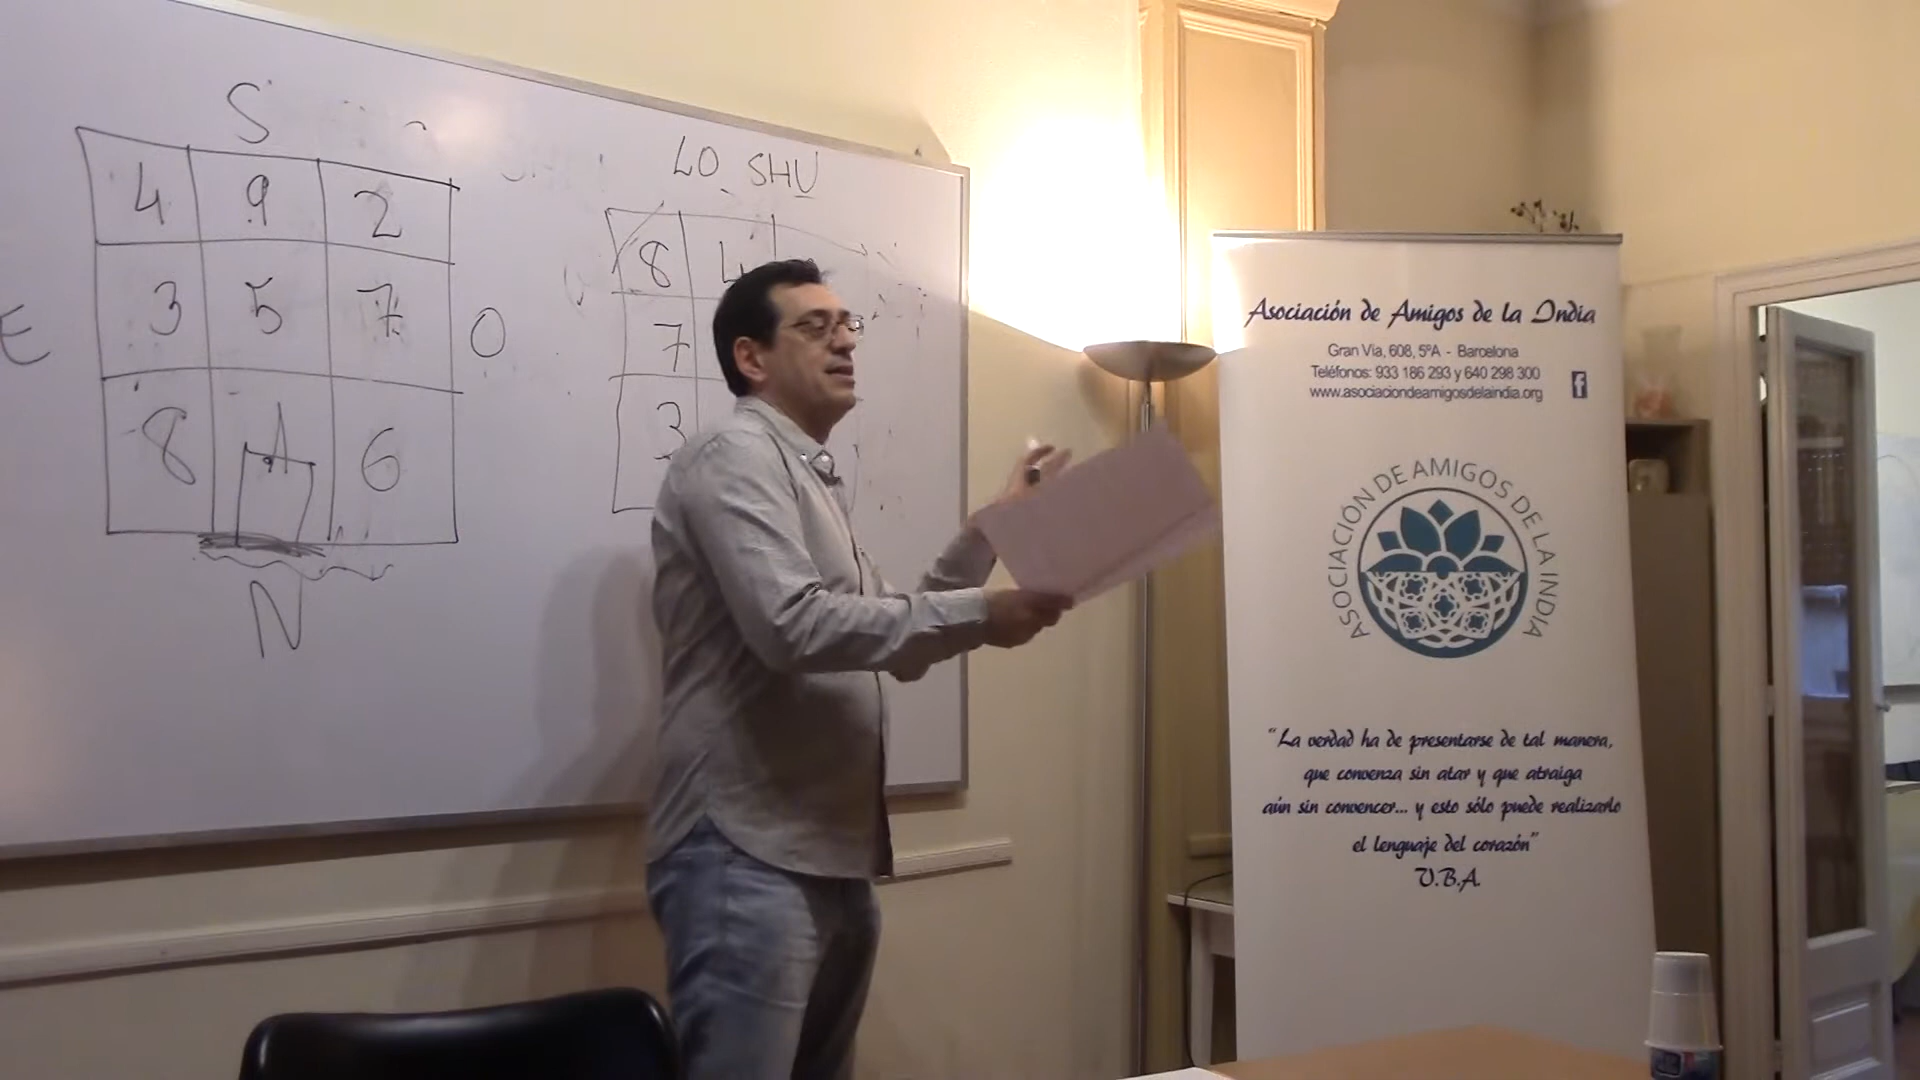 S
4 9 2
E 3 5 7 O
8 1 6
N
LO SHU
8 4
7
3
Asociación de Amigos de la India
Gran Vía, 608, 5ºA - Barcelona
Teléfonos: 933 186 293 y 640 298 300
www.asociaciondeamigosdelaindia.org
f
ASOCIACIÓN DE AMIGOS DE LA INDIA
"La verdad ha de presentarse de tal manera,
que convenza sin atar y que atraiga
aún sin convencer... y esto sólo puede realizarlo
el lenguaje del corazón"
V.B.A.